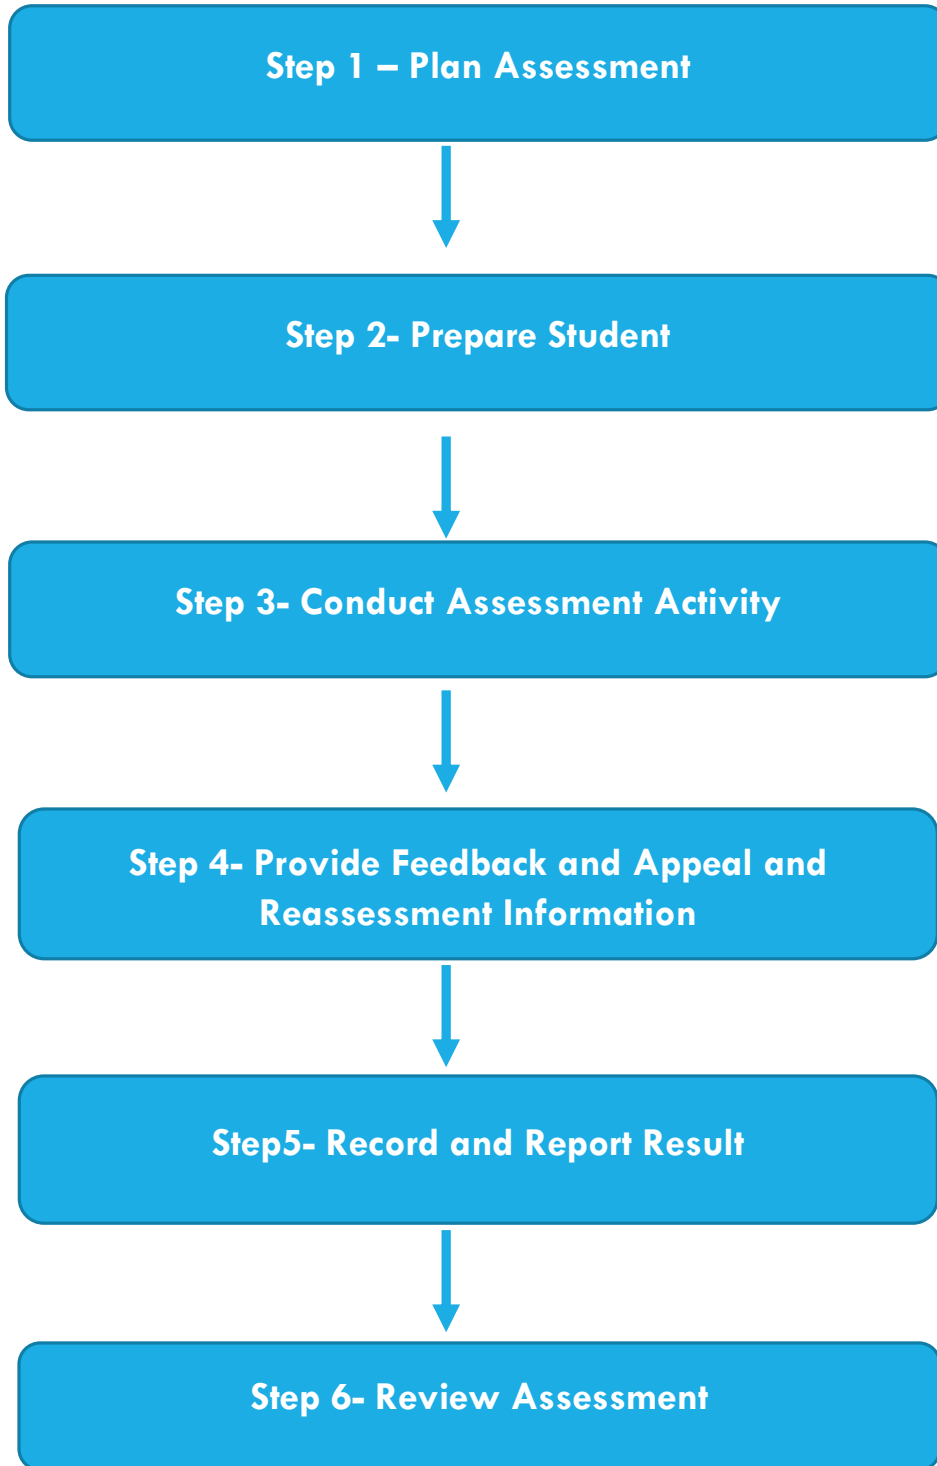 Step 1 – Plan Assessment
Step 2- Prepare Student
Step 3- Conduct Assessment Activity
Step 4- Provide Feedback and Appeal and
Reassessment Information
Step5- Record and Report Result
Step 6- Review Assessment